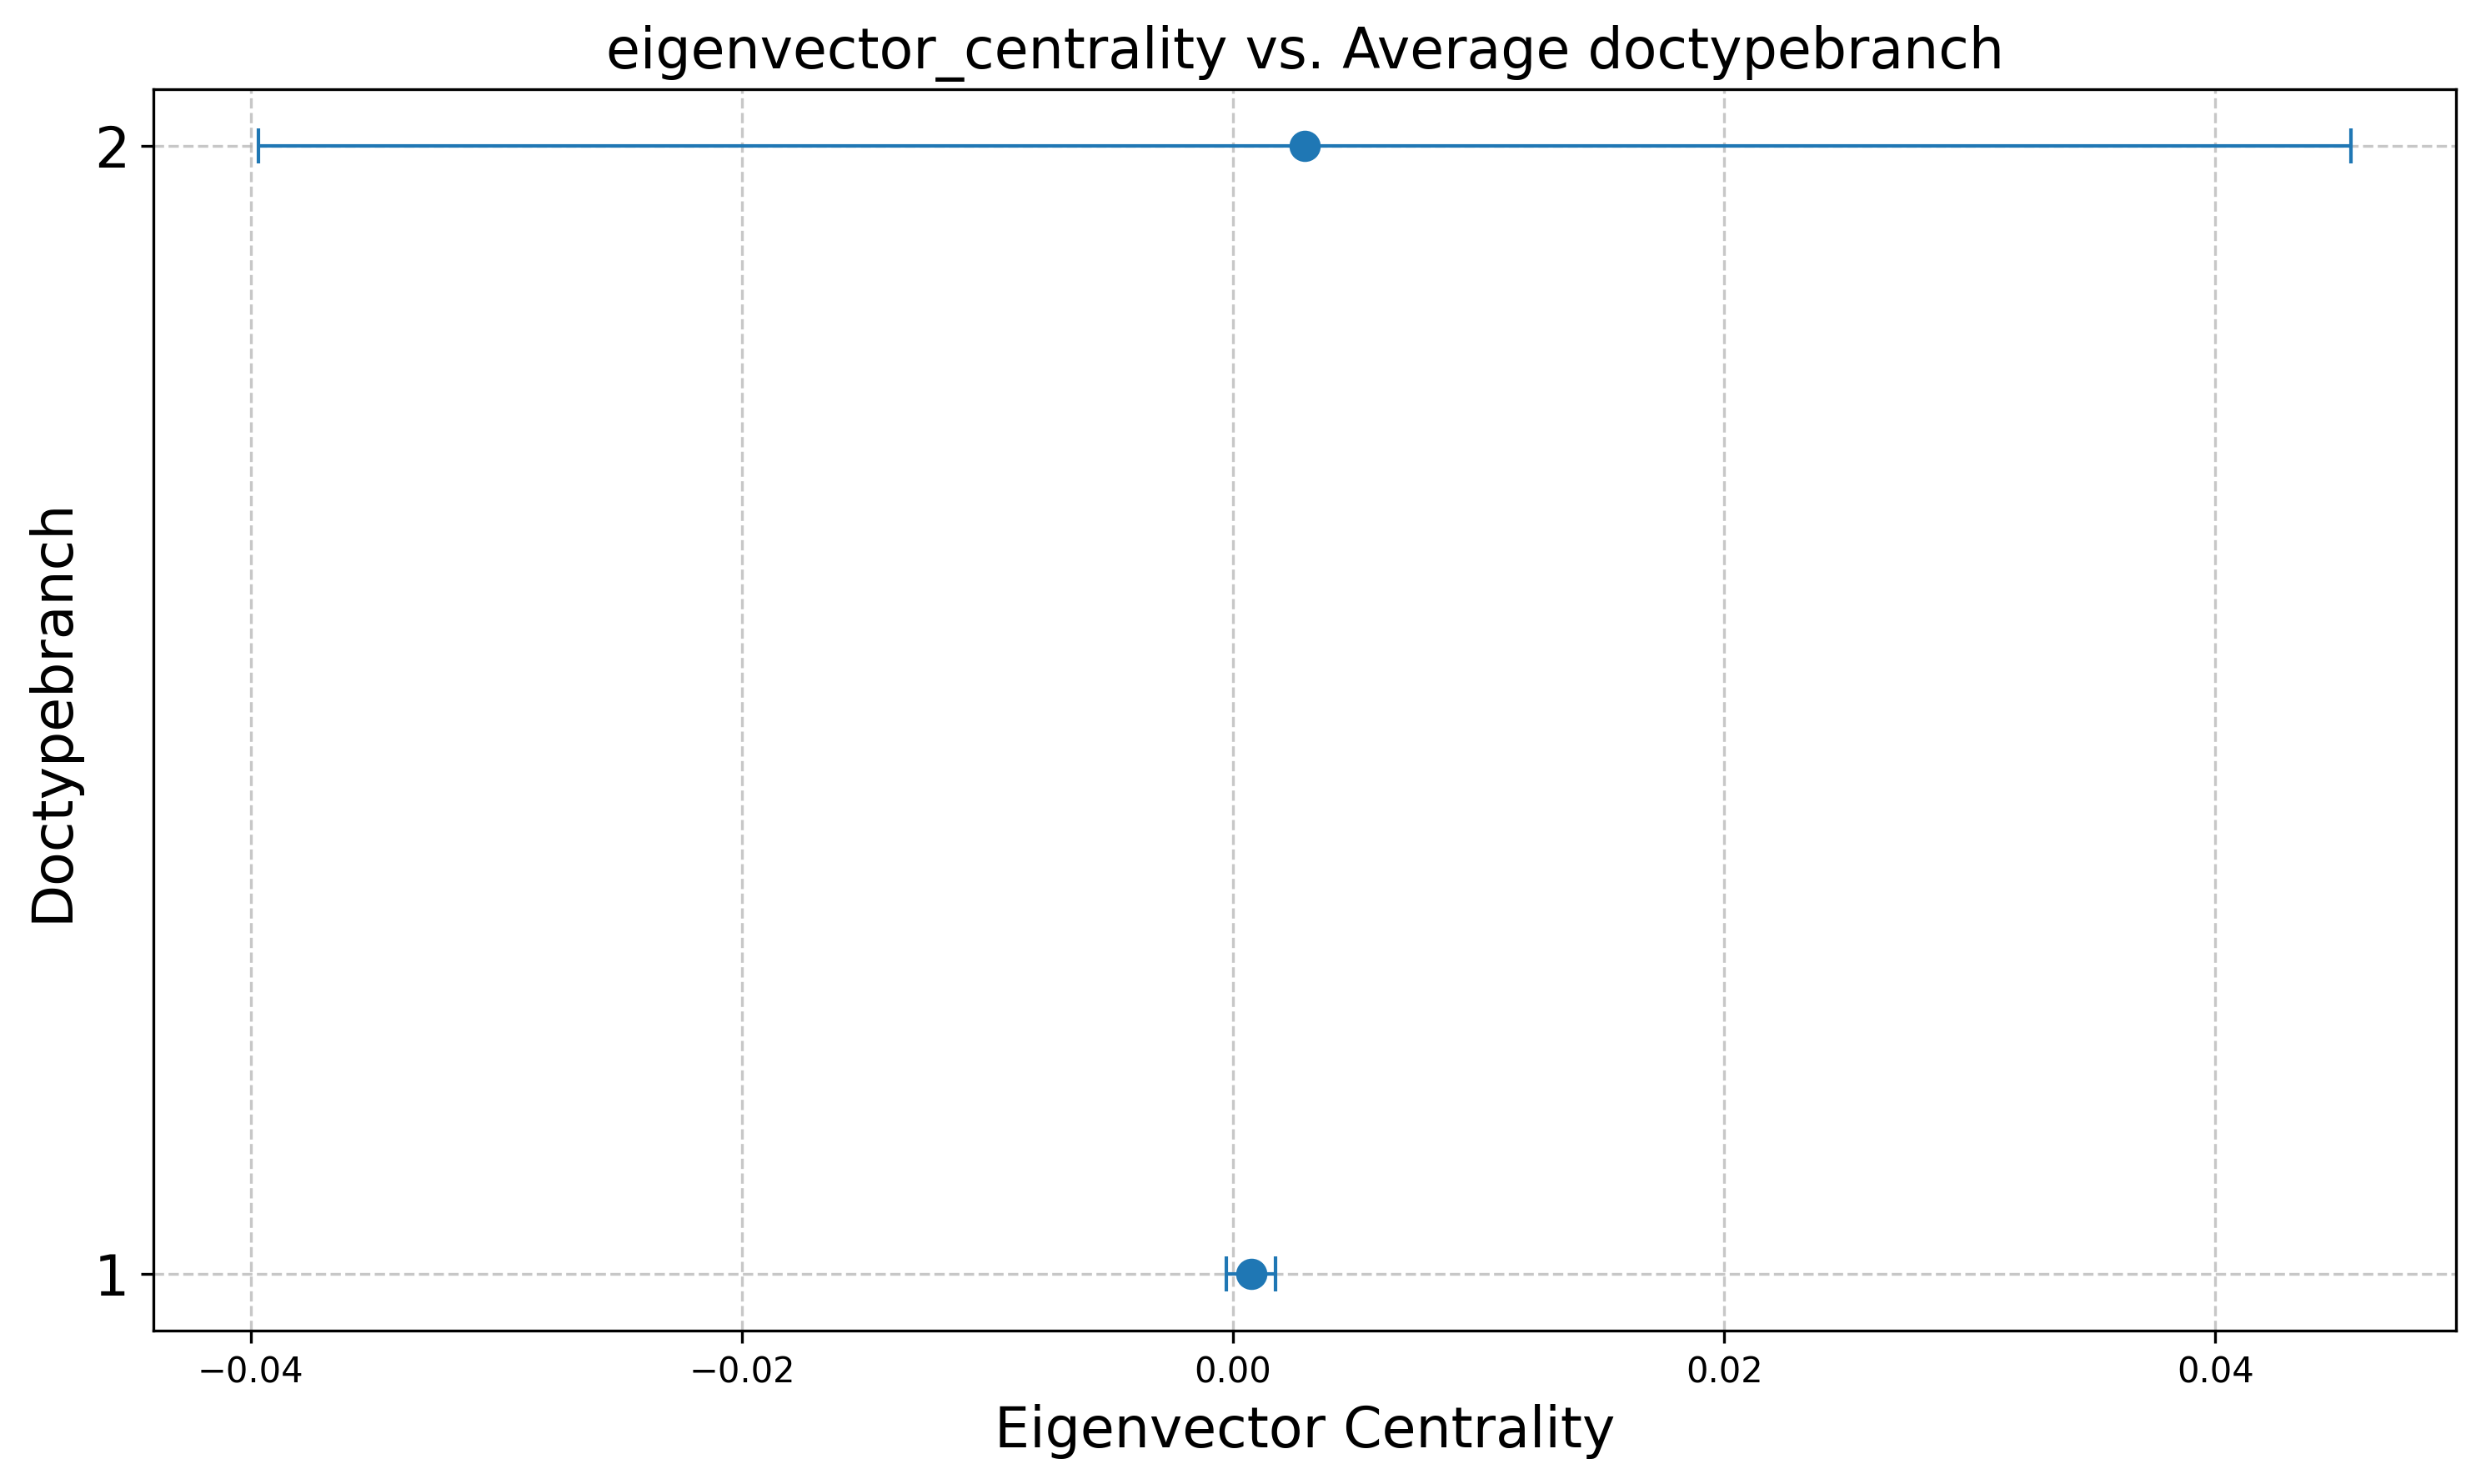 eigenvector_centrality vs. Average doctypebranch
2
Doctypebranch
1
−0.04
−0.02
0.00
0.02
0.04
Eigenvector Centrality